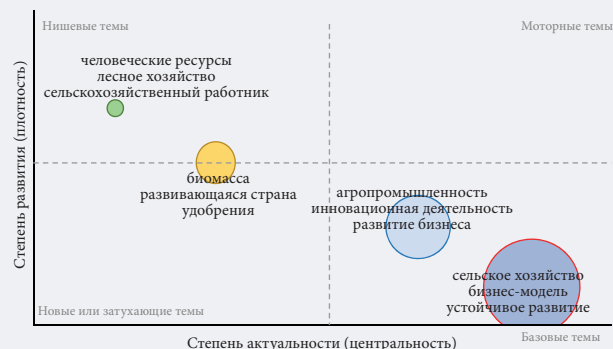 Нишевые темы
Моторные темы
человеческие ресурсы
лесное хозяйство
сельскохозяйственный работник
Степень развития (плотность)
биомасса
развивающаяся страна
удобрения
агропромышленность
инновационная деятельность
развитие бизнеса
сельское хозяйство
бизнес-модель
устойчивое развитие
Новые или затухающие темы
Базовые темы
Степень актуальности (центральность)